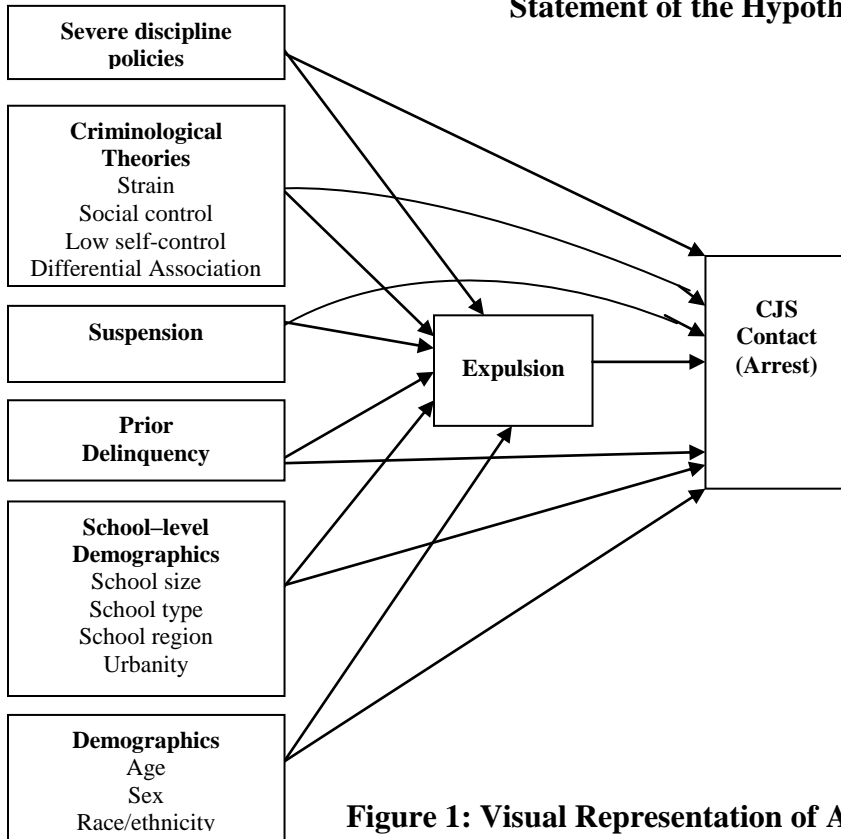 Statement of the Hypoth
Severe discipline
policies
Criminological
Theories
Strain
Social control
Low self-control
Differential Association
Suspension
Prior
Delinquency
School–level
Demographics
School size
School type
School region
Urbanity
Demographics
Age
Sex
Race/ethnicity
Expulsion
CJS
Contact
(Arrest)
Figure 1: Visual Representation of A